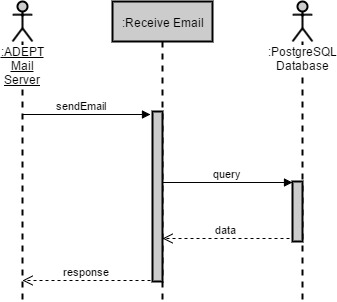 :Receive Email
:ADEPT
Mail
Server
:PostgreSQL
Database
sendEmail
query
data
response